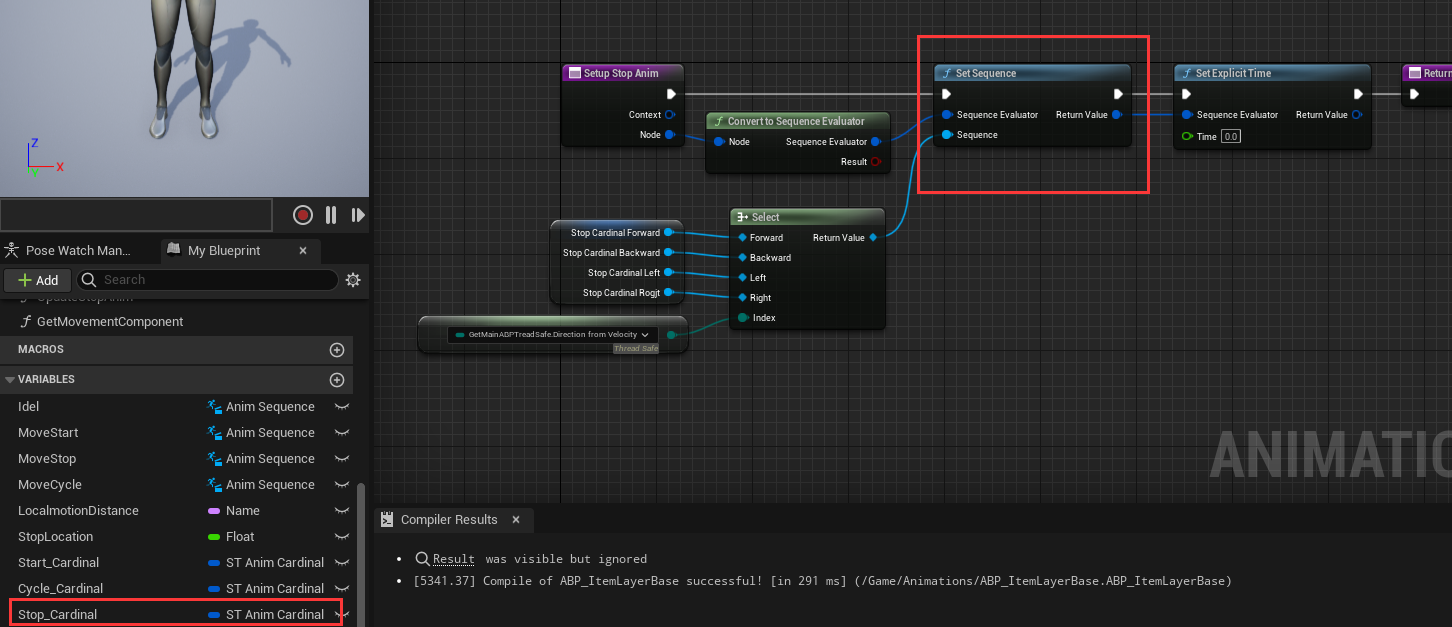 Setup Stop Anim
Context
Node
Convert to Sequence Evaluator
Node Sequence Evaluator
Result
Set Sequence
Sequence Evaluator Return Value
Sequence
Set Explicit Time
Sequence Evaluator Return Value
Time 0.0
Return
Stop Cardinal Forward
Stop Cardinal Backward
Stop Cardinal Left
Stop Cardinal Rogjt
Select
Forward Return Value
Backward
Left
Right
Index
GetMainABPTreadSafe.Direction from Velocity
Thread Safe
ANIMATIO
Z
X
Y
Pose Watch Man...
My Blueprint ×
+ Add
Search
UpdateStopAnim
GetMovementComponent
MACROS
VARIABLES
Idel Anim Sequence
MoveStart Anim Sequence
MoveStop Anim Sequence
MoveCycle Anim Sequence
LocalmotionDistance Name
StopLocation Float
Start_Cardinal ST Anim Cardinal
Cycle_Cardinal ST Anim Cardinal
Stop_Cardinal ST Anim Cardinal
Compiler Results ×
• Result was visible but ignored
• [5341.37] Compile of ABP_ItemLayerBase successful! [in 291 ms] (/Game/Animations/ABP_ItemLayerBase.ABP_ItemLayerBase)